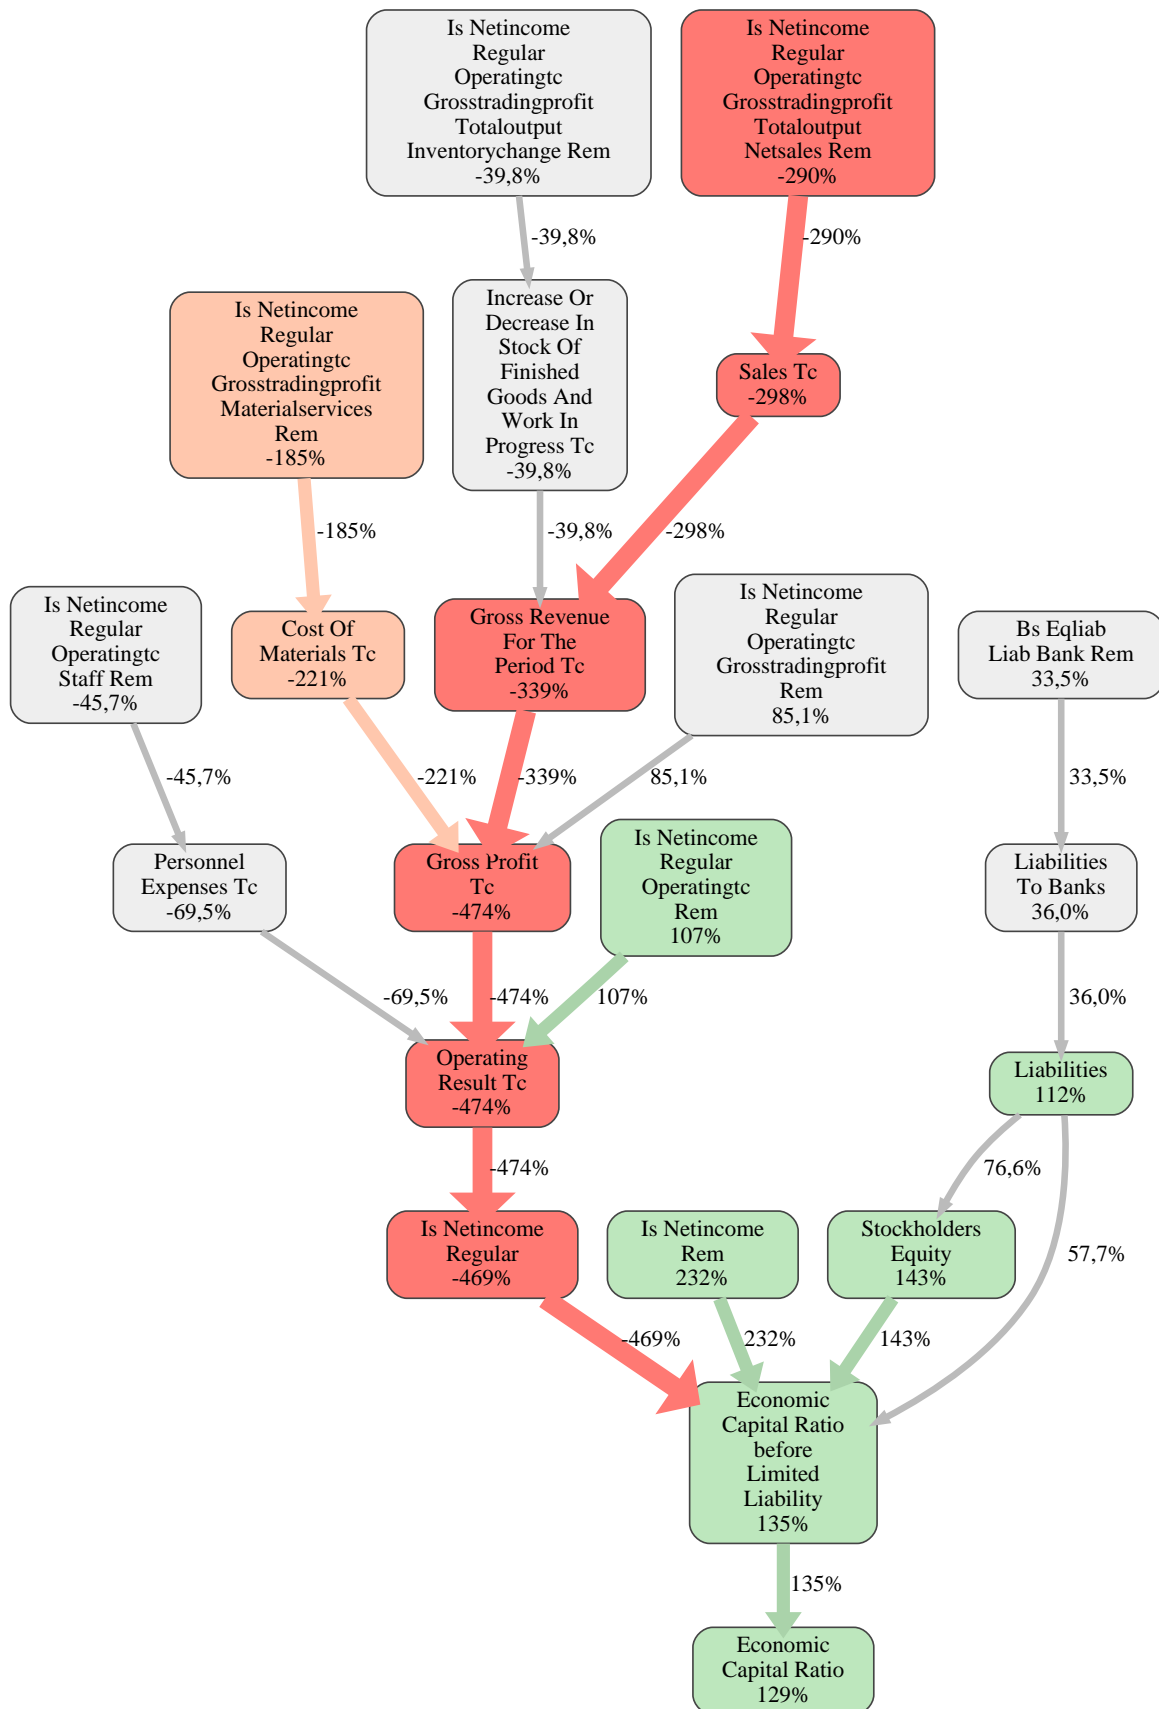 Is Netincome
Regular
Operatingtc
Grosstradingprofit
Totaloutput
Inventorychange Rem
-39,8%
Is Netincome
Regular
Operatingtc
Grosstradingprofit
Totaloutput
Netsales Rem
-290%
-39,8%
-290%
Is Netincome
Regular
Operatingtc
Grosstradingprofit
Materialservices
Rem
-185%
Increase Or
Decrease In
Stock Of
Finished
Goods And
Work In
Progress Tc
-39,8%
Sales Tc
-298%
-185%
-39,8%
-298%
Is Netincome
Regular
Operatingtc
Staff Rem
-45,7%
Cost Of
Materials Tc
-221%
Gross Revenue
For The
Period Tc
-339%
Is Netincome
Regular
Operatingtc
Grosstradingprofit
Rem
85,1%
Bs Eqliab
Liab Bank Rem
33,5%
-45,7%
-221%
-339%
85,1%
33,5%
Personnel
Expenses Tc
-69,5%
Gross Profit
Tc
-474%
Is Netincome
Regular
Operatingtc
Rem
107%
Liabilities
To Banks
36,0%
-69,5%
-474%
107%
36,0%
Operating
Result Tc
-474%
Liabilities
112%
-474%
76,6%
57,7%
Is Netincome
Regular
-469%
Is Netincome
Rem
232%
Stockholders
Equity
143%
-469%
232%
143%
Economic
Capital Ratio
before
Limited
Liability
135%
135%
Economic
Capital Ratio
129%